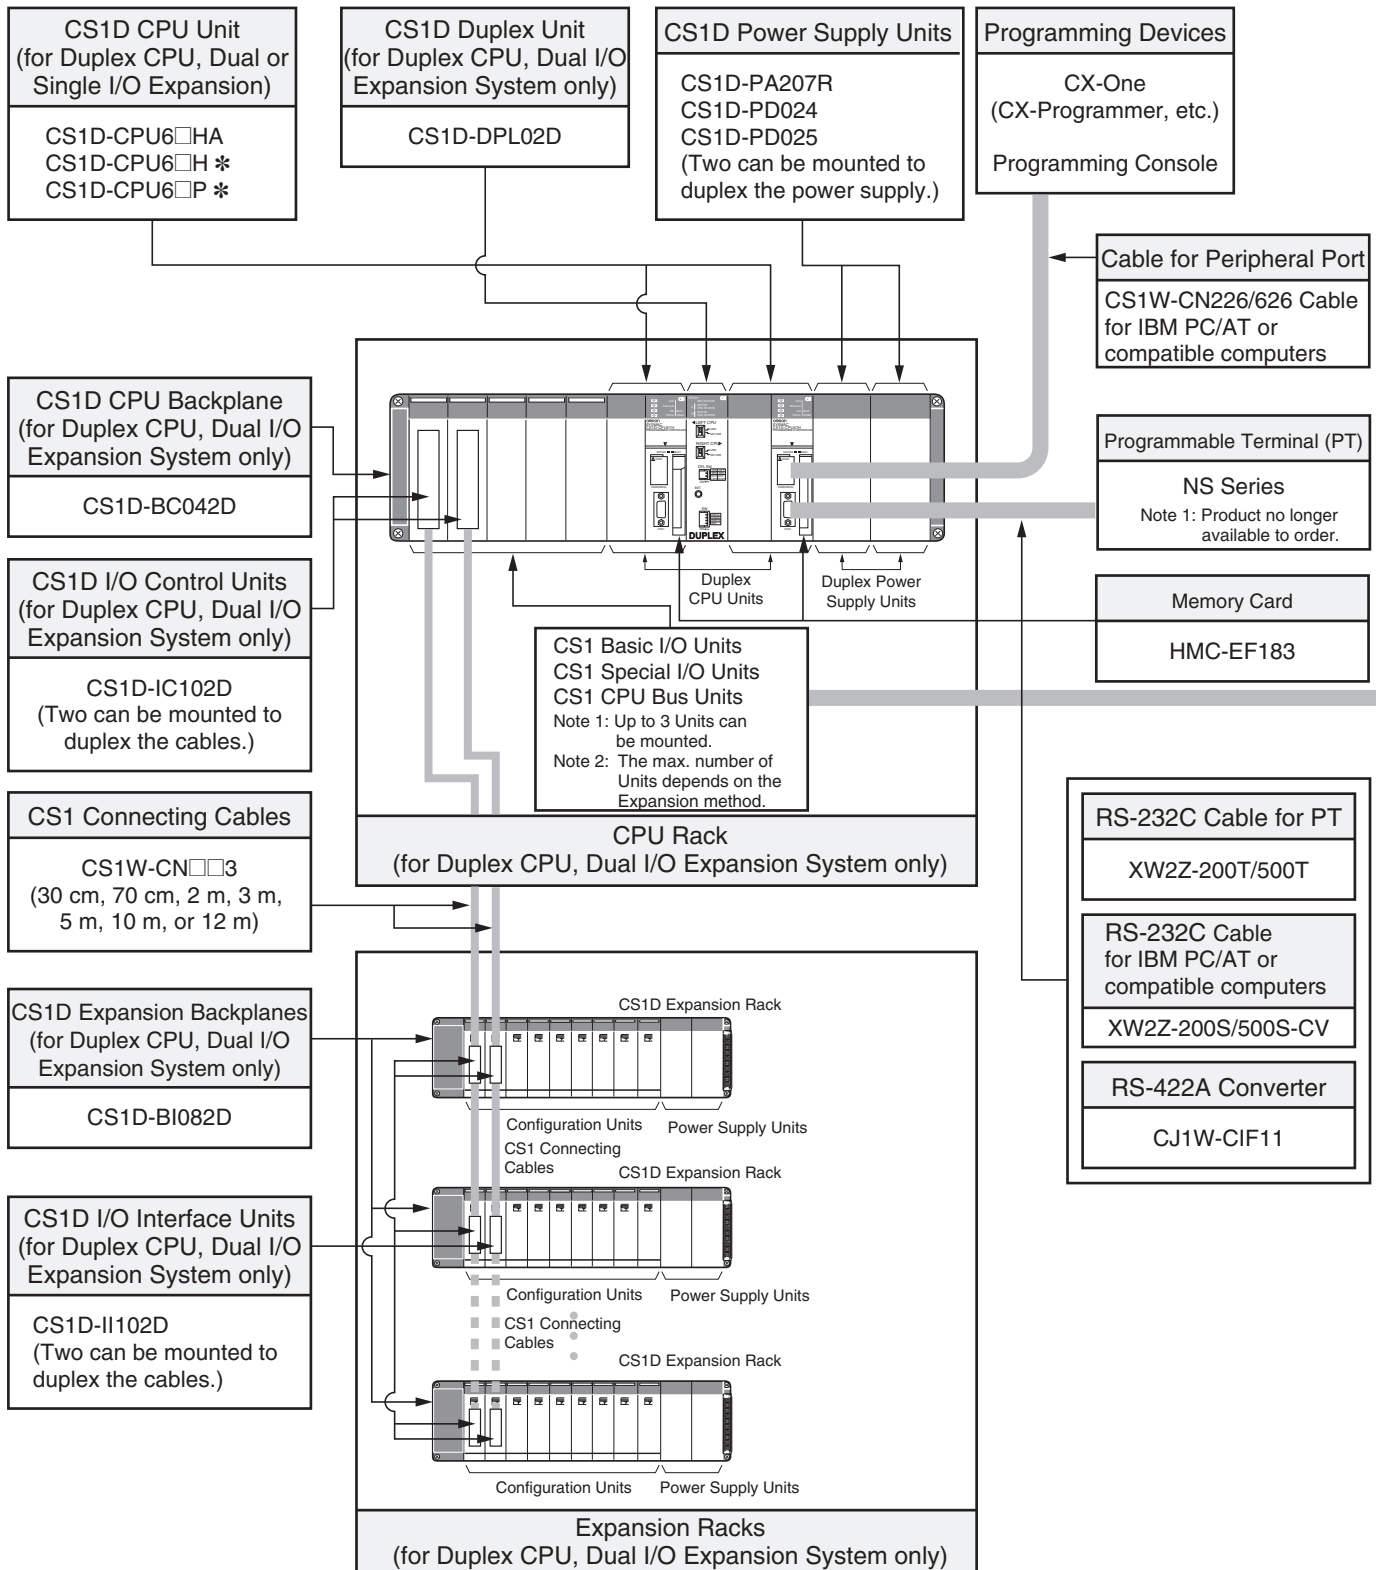 CS1D CPU Unit
(for Duplex CPU, Dual or
Single I/O Expansion)
CS1D-CPU6□HA
CS1D-CPU6□H ✻
CS1D-CPU6□P ✻
CS1D Duplex Unit
(for Duplex CPU, Dual I/O
Expansion System only)
CS1D-DPL02D
CS1D Power Supply Units
CS1D-PA207R
CS1D-PD024
CS1D-PD025
(Two can be mounted to
duplex the power supply.)
Programming Devices
CX-One
(CX-Programmer, etc.)
Programming Console
Cable for Peripheral Port
CS1W-CN226/626 Cable
for IBM PC/AT or
compatible computers
CS1D CPU Backplane
(for Duplex CPU, Dual I/O
Expansion System only)
CS1D-BC042D
LEFT CPU
RIGHT CPU
DPL SW
DUPLEX
Programmable Terminal (PT)
NS Series
Note 1: Product no longer
available to order.
CS1D I/O Control Units
(for Duplex CPU, Dual I/O
Expansion System only)
CS1D-IC102D
(Two can be mounted to
duplex the cables.)
Duplex
CPU Units
Duplex Power
Supply Units
Memory Card
HMC-EF183
CS1 Basic I/O Units
CS1 Special I/O Units
CS1 CPU Bus Units
Note 1: Up to 3 Units can
be mounted.
Note 2: The max. number of
Units depends on the
Expansion method.
CPU Rack
(for Duplex CPU, Dual I/O Expansion System only)
CS1 Connecting Cables
CS1W-CN□□3
(30 cm, 70 cm, 2 m, 3 m,
5 m, 10 m, or 12 m)
RS-232C Cable for PT
XW2Z-200T/500T
RS-232C Cable
for IBM PC/AT or
compatible computers
XW2Z-200S/500S-CV
RS-422A Converter
CJ1W-CIF11
CS1D Expansion Backplanes
(for Duplex CPU, Dual I/O
Expansion System only)
CS1D-BI082D
CS1D Expansion Rack
Configuration Units
Power Supply Units
CS1 Connecting
Cables
CS1D Expansion Rack
CS1D I/O Interface Units
(for Duplex CPU, Dual I/O
Expansion System only)
CS1D-II102D
(Two can be mounted to
duplex the cables.)
Configuration Units
Power Supply Units
CS1 Connecting
Cables
CS1D Expansion Rack
Configuration Units
Power Supply Units
Expansion Racks
(for Duplex CPU, Dual I/O Expansion System only)